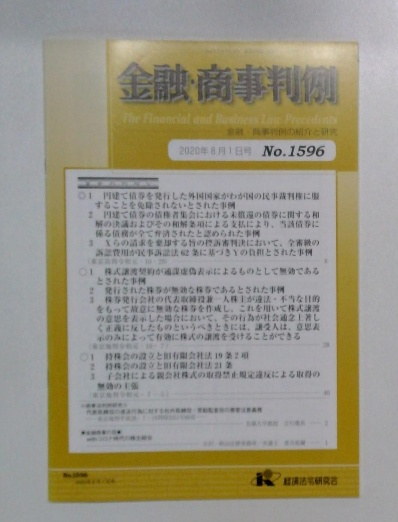 金融・商事判例
The Financial and Business Law Precedents
金融・商事判例の紹介と研究
2020年8月1日号 No.1596
○1 円建て債券を発行した外国国家がわが国の民事裁判権に服
することを免除されないとされた事例
2 円建て債券の債権者集会における未償還の債券に関する和
解の決議およびその和解条項による支払により、当該債券に
係る債務が全て弁済されたと認められた事例
3 Xらの請求を棄却する旨の控訴審判決において、全審級の
訴訟費用が民事訴訟法62条に基づきYの負担とされた事例
○1 株式譲渡契約が通謀虚偽表示によるものとして無効である
とされた事例
2 発行された株券が無効な株券であるとされた事例
3 株券発行会社の代表取締役兼一人株主が違法・不当な目的
をもって故意に無効な株券を作成し、これを用いて株式譲渡
の意思を表示した場合において、その行為が社会通念上著し
く正義に反したものというべきときには、譲受人は、意思表
示のみによって有効に株式の譲渡を受けることができる
○1 持株会の設立と旧有限会社法19条2項
2 持株会の設立と旧有限会社法21条
3 子会社による親会社株式の取得禁止規定違反による取得の
無効の主張
withコロナ時代の株主総会
No.1596
経済法令研究会